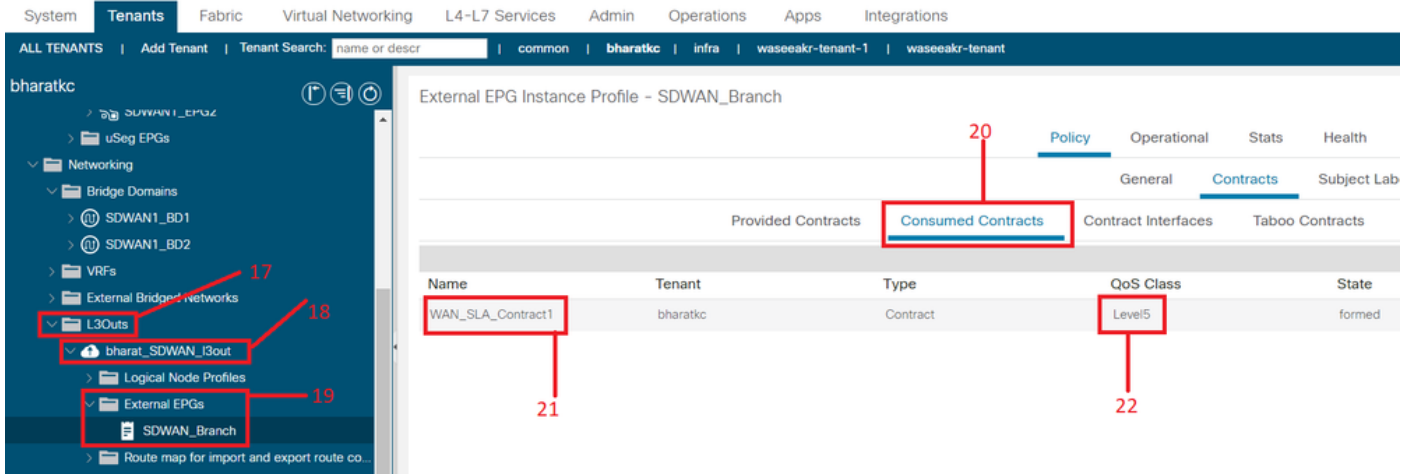 System Tenants Fabric Virtual Networking L4-L7 Services Admin Operations Apps Integrations
ALL TENANTS | Add Tenant | Tenant Search: name or descr | common | bharatkc | infra | waseeakr-tenant-1 | waseeakr-tenant
bharatkc
SDWAN1_EPG2
uSeg EPGs
Networking
Bridge Domains
SDWAN1_BD1
SDWAN1_BD2
VRFs
17
External Bridged Networks
18
L3Outs
bharat_SDWAN_l3out
Logical Node Profiles
19
External EPGs
SDWAN_Branch
Route map for import and export route co...
External EPG Instance Profile - SDWAN_Branch
20
Policy Operational Stats Health
General Contracts Subject Lab
Provided Contracts Consumed Contracts Contract Interfaces Taboo Contracts
Name Tenant Type QoS Class State
WAN_SLA_Contract1 bharatkc Contract Level5 formed
21 22